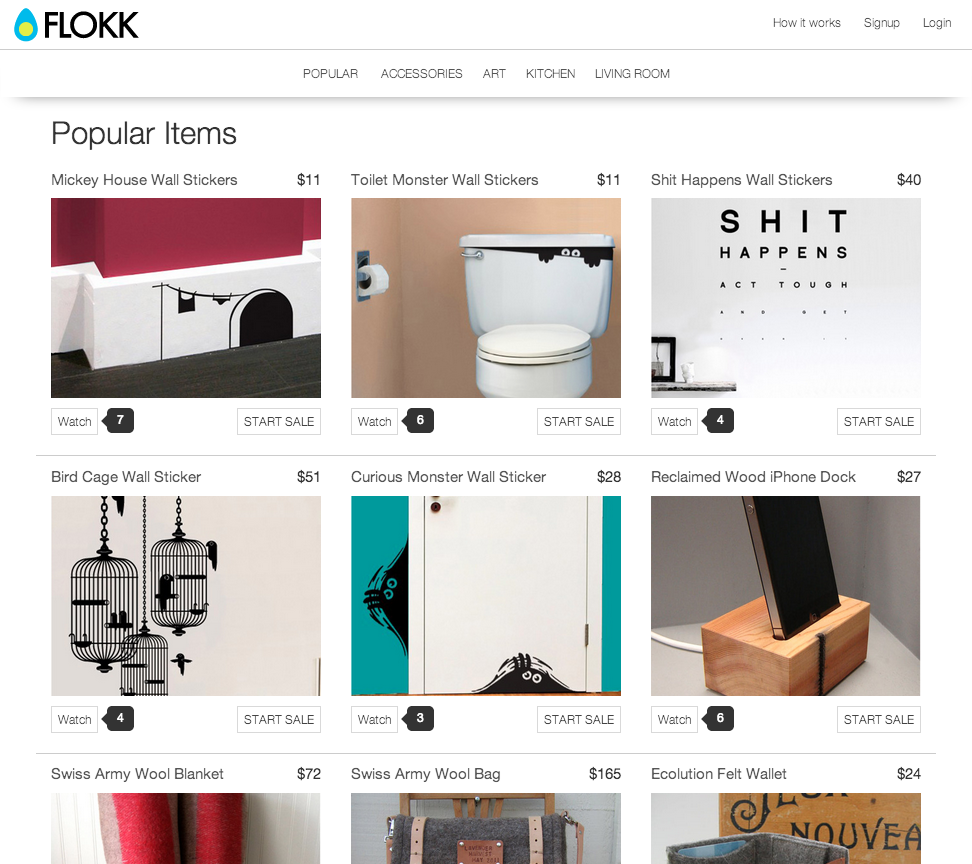 FLOKK
How it works Signup Login
POPULAR ACCESSORIES ART KITCHEN LIVING ROOM
Popular Items
Mickey House Wall Stickers $11
Toilet Monster Wall Stickers $11
Shit Happens Wall Stickers $40
SHIT
HAPPENS
–
ACT TOUGH
AND GET
Watch 7 START SALE
Watch 6 START SALE
Watch 4 START SALE
Bird Cage Wall Sticker $51
Curious Monster Wall Sticker $28
Reclaimed Wood iPhone Dock $27
Watch 4 START SALE
Watch 3 START SALE
Watch 6 START SALE
Swiss Army Wool Blanket $72
Swiss Army Wool Bag $165
Ecolution Felt Wallet $24
NOUVEA